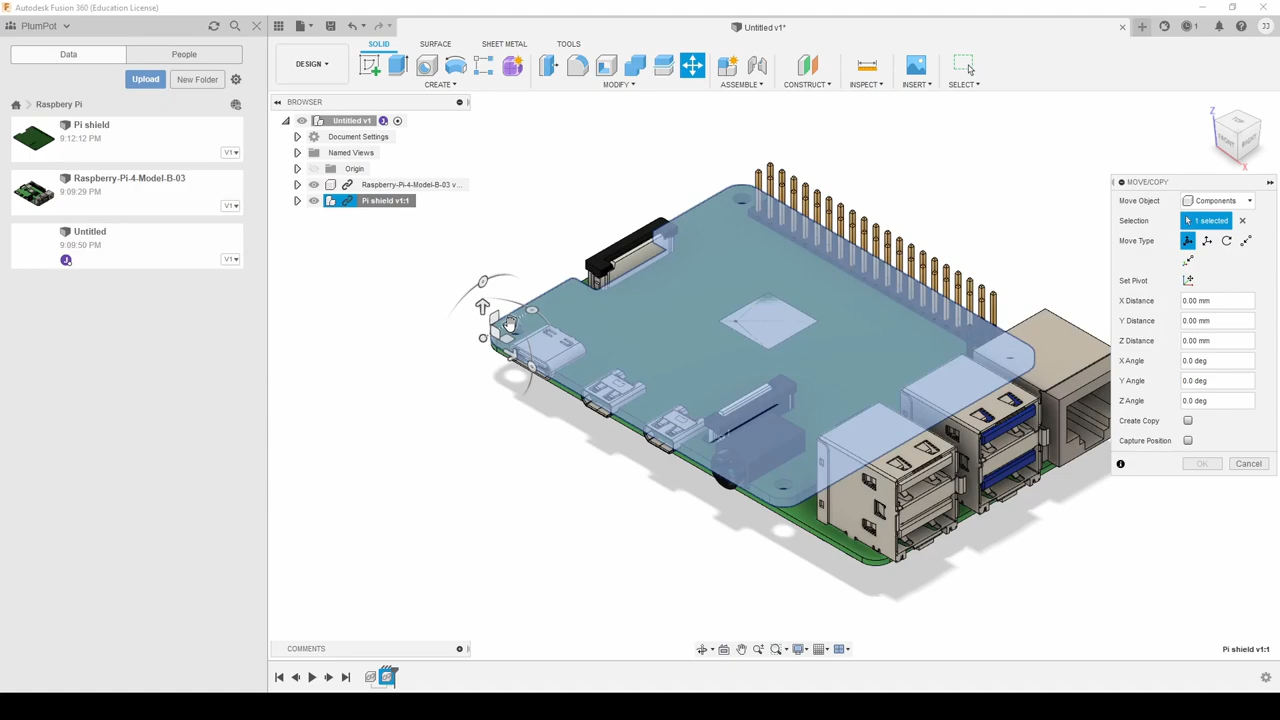 Autodesk Fusion 360 (Education License)
PlumPot
Untitled v1*
1
JJ
Data
People
Upload
New Folder
Raspbery Pi
Pi shield
9:12:12 PM
V1
Raspberry-Pi-4-Model-B-03
9:09:29 PM
V1
Untitled
9:09:50 PM
J
V1
DESIGN
SOLID
SURFACE
SHEET METAL
TOOLS
CREATE
MODIFY
ASSEMBLE
CONSTRUCT
INSPECT
INSERT
SELECT
BROWSER
Untitled v1
Document Settings
Named Views
Origin
Raspberry-Pi-4-Model-B-03 v...
Pi shield v1:1
Z
TOP
FRONT
RIGHT
X
MOVE/COPY
Move Object
Components
Selection
1 selected
Move Type
Set Pivot
X Distance
0.00 mm
Y Distance
0.00 mm
Z Distance
0.00 mm
X Angle
0.0 deg
Y Angle
0.0 deg
Z Angle
0.0 deg
Create Copy
Capture Position
OK
Cancel
COMMENTS
Pi shield v1:1